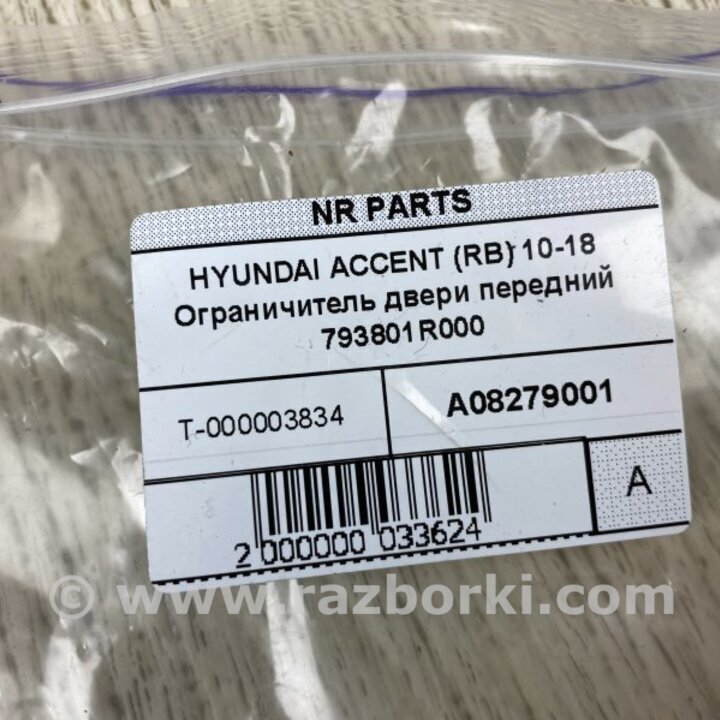 NR PARTS
HYUNDAI ACCENT (RB) 10-18
Ограничитель двери передний
793801R000
T-000003834
A08279001
A
2 000000 033624
© www.razborki.com